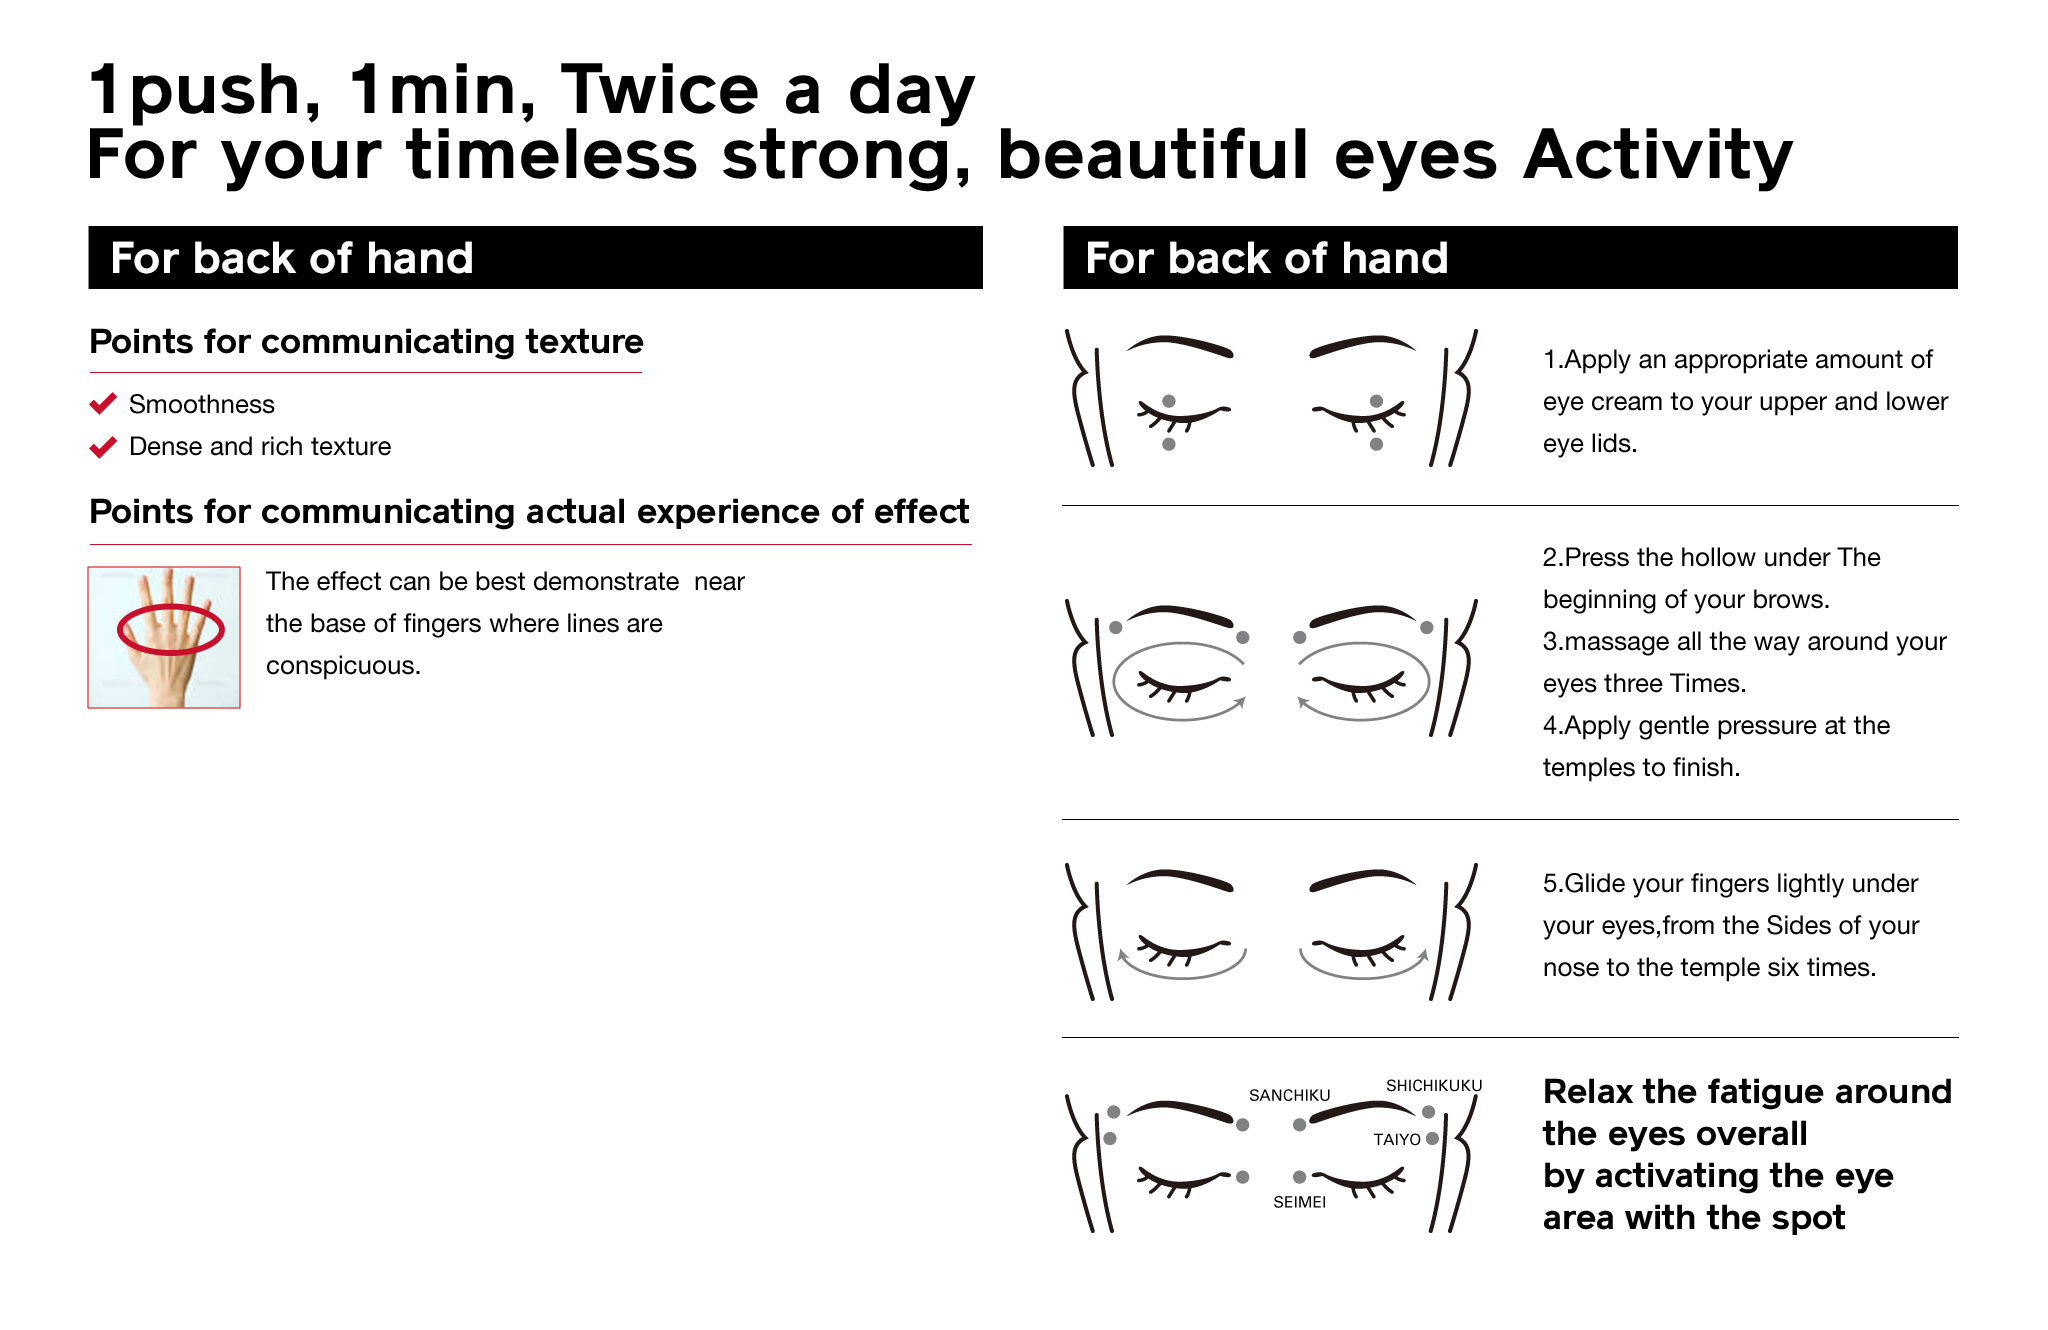 1push, 1min, Twice a day
For your timeless strong, beautiful eyes Activity
For back of hand
Points for communicating texture
Smoothness
Dense and rich texture
Points for communicating actual experience of effect
The effect can be best demonstrate  near
the base of fingers where lines are
conspicuous.
For back of hand
1.Apply an appropriate amount of
eye cream to your upper and lower
eye lids.
2.Press the hollow under The
beginning of your brows.
3.massage all the way around your
eyes three Times.
4.Apply gentle pressure at the
temples to finish.
5.Glide your fingers lightly under
your eyes,from the Sides of your
nose to the temple six times.
SHICHIKUKU
SANCHIKU
TAIYO
SEIMEI
Relax the fatigue around
the eyes overall
by activating the eye
area with the spot